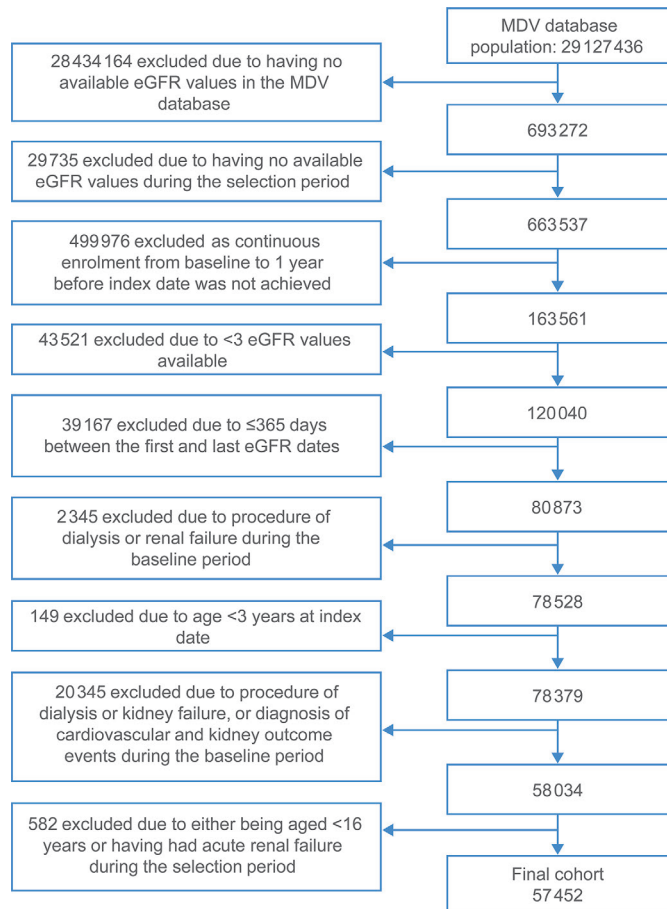 MDV database
population: 29 127 436
28 434 164 excluded due to having no
available eGFR values in the MDV
database
693 272
29 735 excluded due to having no available
eGFR values during the selection period
663 537
499 976 excluded as continuous
enrolment from baseline to 1 year
before index date was not achieved
163 561
43 521 excluded due to <3 eGFR values
available
120 040
39 167 excluded due to ≤365 days
between the first and last eGFR dates
80 873
2 345 excluded due to procedure of
dialysis or renal failure during the
baseline period
78 528
149 excluded due to age <3 years at index
date
78 379
20 345 excluded due to procedure of
dialysis or kidney failure, or diagnosis of
cardiovascular and kidney outcome
events during the baseline period
58 034
582 excluded due to either being aged <16
years or having had acute renal failure
during the selection period
Final cohort
57 452